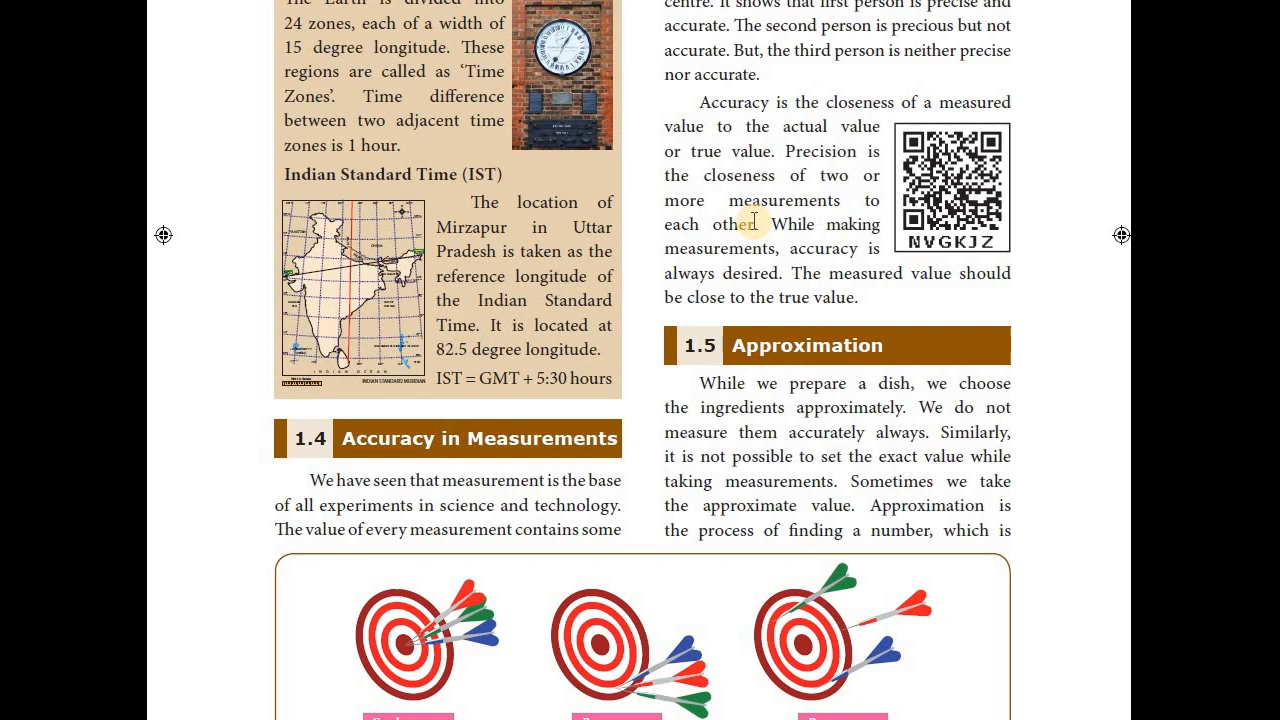 The Earth is divided into
24 zones, each of a width of
15 degree longitude. These
regions are called as ‘Time
Zones’. Time difference
between two adjacent time
zones is 1 hour.
Indian Standard Time (IST)
The location of
Mirzapur in Uttar
Pradesh is taken as the
reference longitude of
the Indian Standard
Time. It is located at
82.5 degree longitude.
IST = GMT + 5:30 hours
INDIAN OCEAN
INDIAN STANDARD MERIDIAN
1.4 Accuracy in Measurements
We have seen that measurement is the base
of all experiments in science and technology.
The value of every measurement contains some
centre. It shows that first person is precise and
accurate. The second person is precious but not
accurate. But, the third person is neither precise
nor accurate.
Accuracy is the closeness of a measured
value to the actual value
or true value. Precision is
the closeness of two or
more measurements to
each other. While making
measurements, accuracy is
always desired. The measured value should
be close to the true value.
NVGKJZ
1.5 Approximation
While we prepare a dish, we choose
the ingredients approximately. We do not
measure them accurately always. Similarly,
it is not possible to set the exact value while
taking measurements. Sometimes we take
the approximate value. Approximation is
the process of finding a number, which is